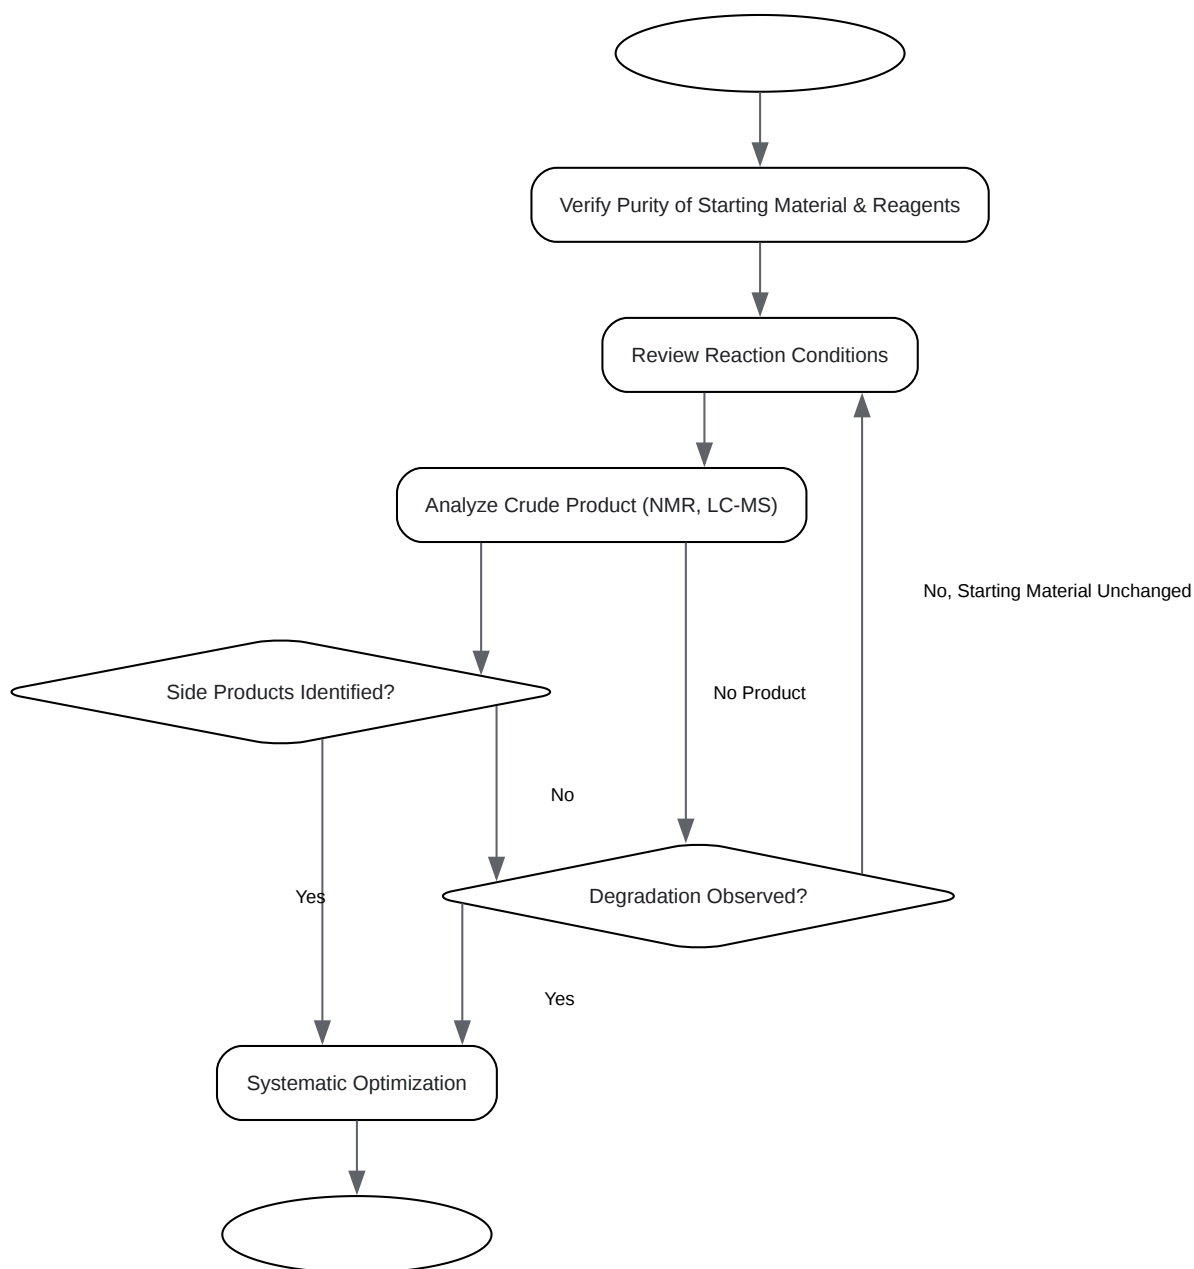 Verify Purity of Starting Material & Reagents
Review Reaction Conditions
Analyze Crude Product (NMR, LC-MS)
No, Starting Material Unchanged
Side Products Identified?
No Product
No
Yes
Degradation Observed?
Yes
Systematic Optimization